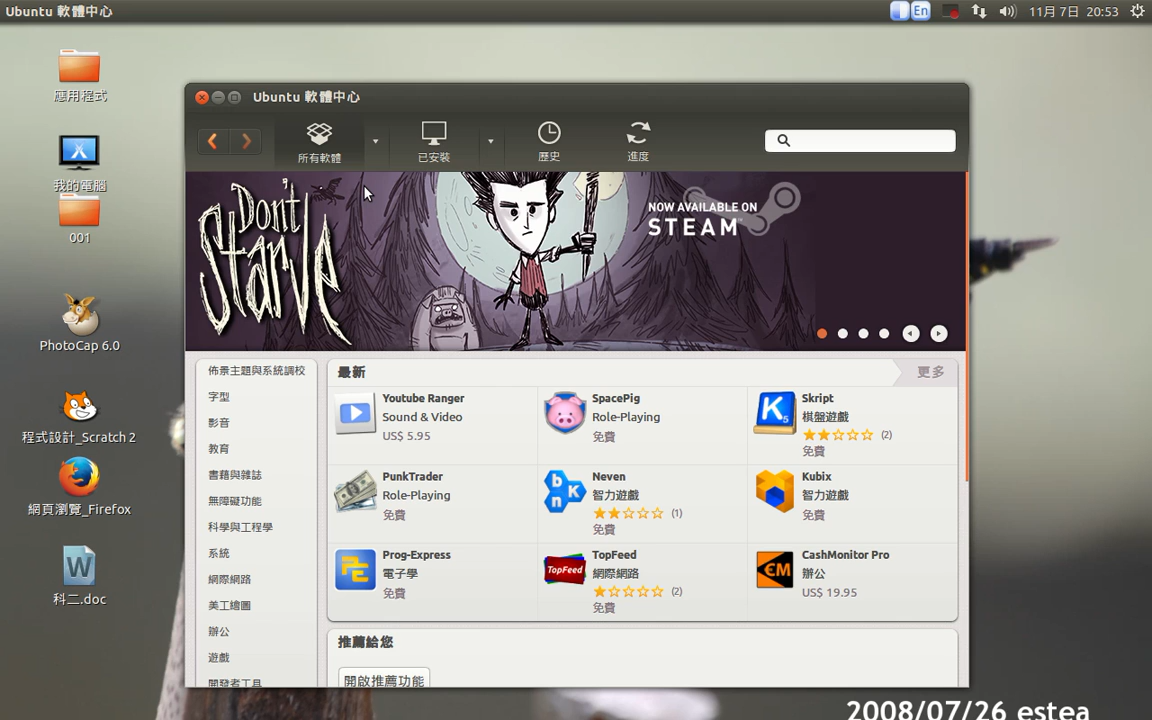 Ubuntu 軟體中心
En
11月 7日 20:53
應用程式
我的電腦
001
PhotoCap 6.0
程式設計_Scratch 2
網頁瀏覽_Firefox
W
科二.doc
Ubuntu 軟體中心
所有軟體
已安裝
歷史
進度
Don't
Starve
NOW AVAILABLE ON
STEAM™
佈景主題與系統調校
字型
影音
教育
書籍與雜誌
無障礙功能
科學與工程學
系統
網際網路
美工繪圖
辦公
遊戲
開發者工具
最新
更多
Youtube Ranger
Sound & Video
US$ 5.95
SpacePig
Role-Playing
免費
K5
Skript
棋盤遊戲
(2)
免費
PunkTrader
Role-Playing
免費
b
n K
Neven
智力遊戲
(1)
免費
Kubix
智力遊戲
免費
PE
Prog-Express
電子學
免費
TopFeed
TopFeed
網際網路
(2)
免費
CM
CashMonitor Pro
辦公
US$ 19.95
推薦給您
開啟推薦功能
2008/07/26 estea